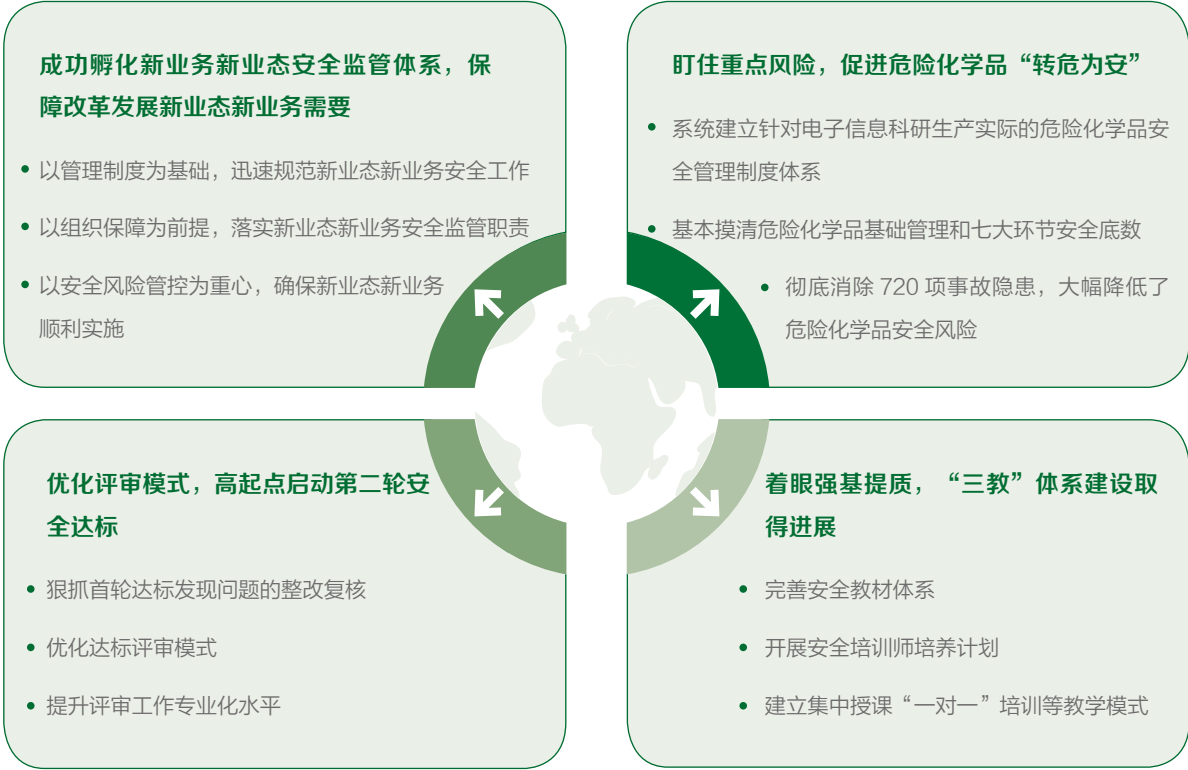 成功孵化新业务新业态安全监管体系，保
障改革发展新业态新业务需要
以管理制度为基础，迅速规范新业态新业务安全工作
以组织保障为前提，落实新业态新业务安全监管职责
以安全风险管控为重心，确保新业态新业务
顺利实施
盯住重点风险，促进危险化学品“转危为安”
系统建立针对电子信息科研生产实际的危险化学品安
全管理制度体系
基本摸清危险化学品基础管理和七大环节安全底数
彻底消除 720 项事故隐患，大幅降低了
危险化学品安全风险
优化评审模式，高起点启动第二轮安
全达标
狠抓首轮达标发现问题的整改复核
优化达标评审模式
提升评审工作专业化水平
着眼强基提质，“三教”体系建设取
得进展
完善安全教材体系
开展安全培训师培养计划
建立集中授课“一对一”培训等教学模式